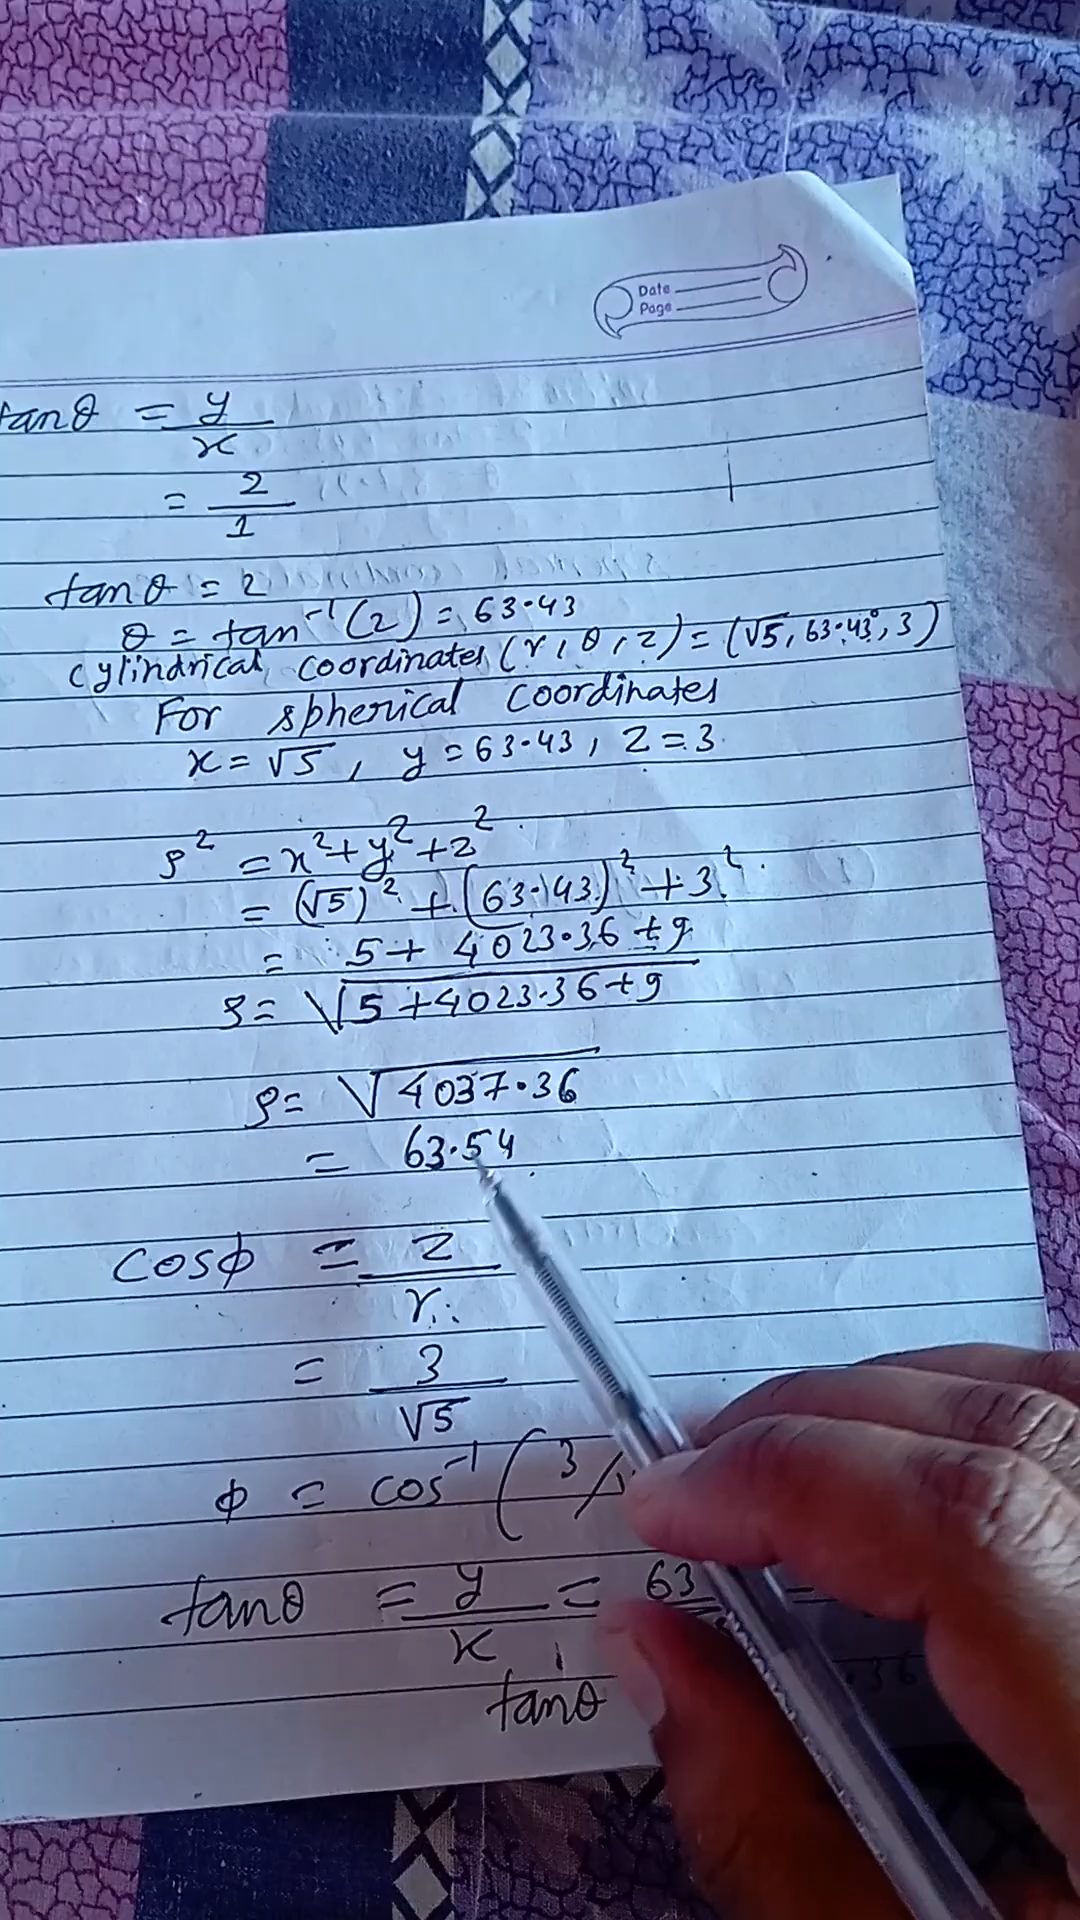 Date
Page
tanθ = y/x
= 2/1
tanθ = 2
θ = tan⁻¹(2) = 63.43
cylindrical coordinates (r, θ, z) = (√5, 63.43°, 3)
For spherical coordinates
x = √5, y = 63.43, z = 3
ρ² = x² + y² + z²
= (√5)² + (63.43)² + 3²
= 5 + 4023.36 + 9
ρ = √5 + 4023.36 + 9
ρ = √4037.36
= 63.54
cosϕ = z/r
= 3/√5
ϕ = cos⁻¹(3/
tanθ = y/x = 63
tanθ